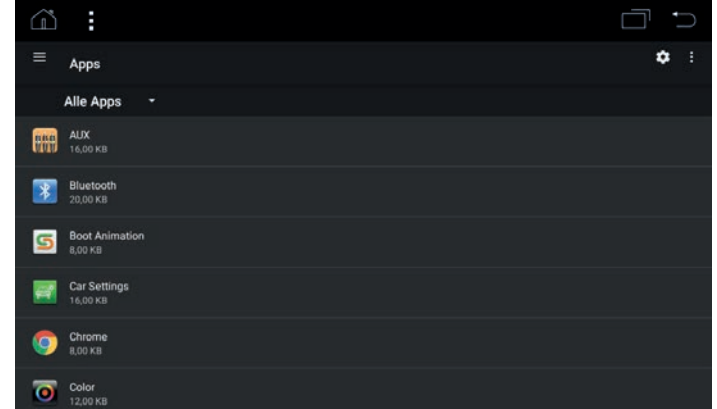 Apps
Alle Apps
AUX
16,00 KB
Bluetooth
20,00 KB
Boot Animation
8,00 KB
Car Settings
16,00 KB
Chrome
8,00 KB
Color
12,00 KB